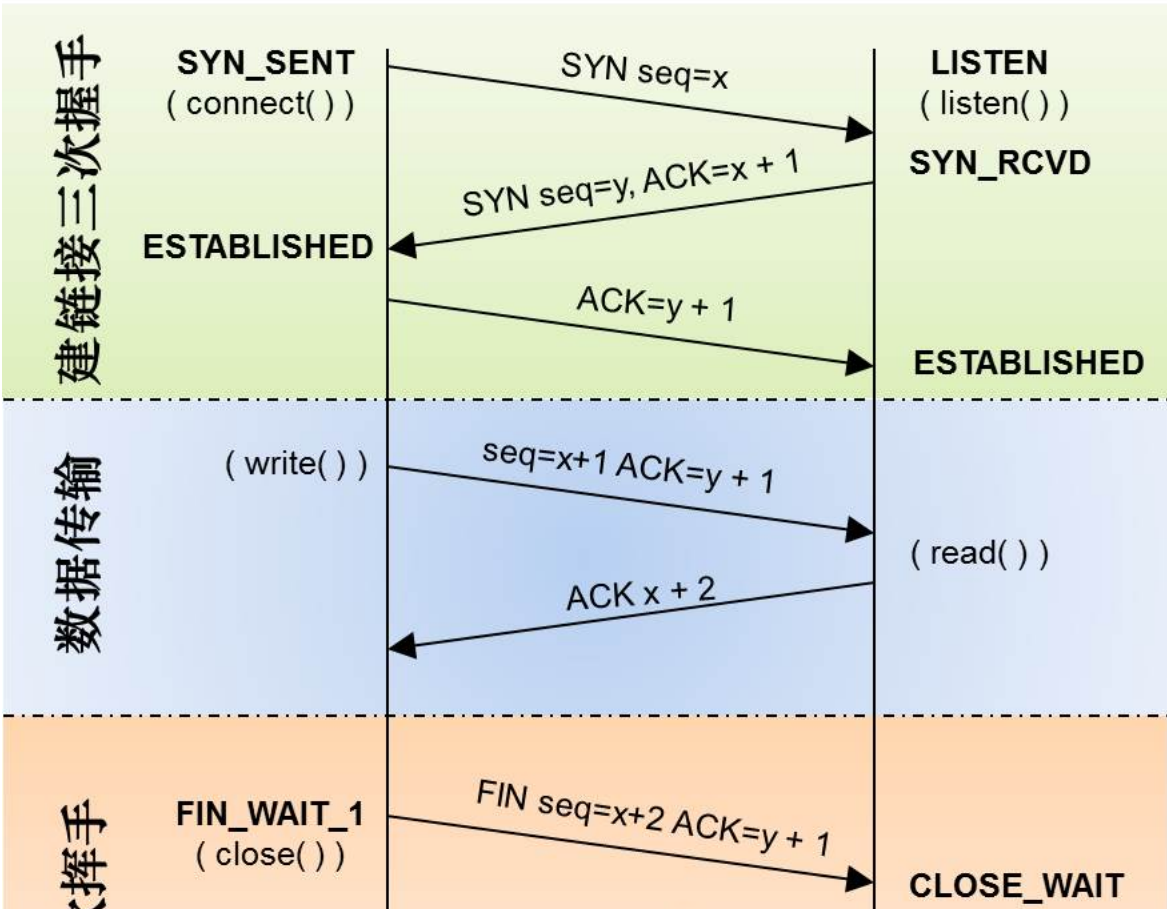 建链接三次握手
SYN_SENT
( connect( ) )
SYN seq=x
LISTEN
( listen( ) )
SYN_RCVD
SYN seq=y, ACK=x + 1
ESTABLISHED
ACK=y + 1
ESTABLISHED
数据传输
( write( ) )
seq=x+1 ACK=y + 1
( read( ) )
ACK x + 2
挥手
FIN_WAIT_1
( close( ) )
FIN seq=x+2 ACK=y + 1
CLOSE_WAIT